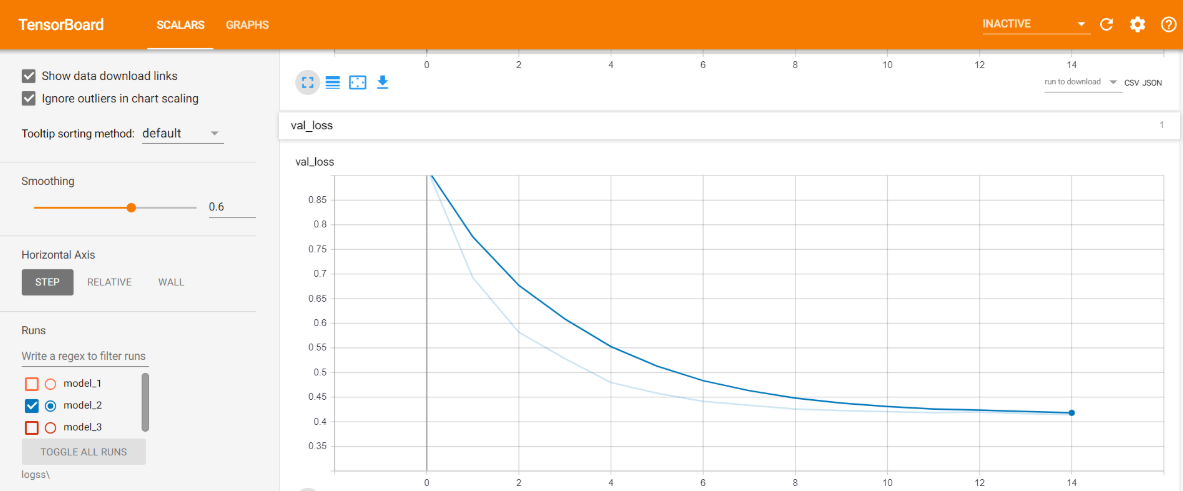 TensorBoard SCALARS GRAPHS INACTIVE
Show data download links
Ignore outliers in chart scaling
Tooltip sorting method: default
Smoothing
0.6
Horizontal Axis
STEP RELATIVE WALL
Runs
Write a regex to filter runs
model_1
model_2
model_3
TOGGLE ALL RUNS
logss\
0 2 4 6 8 10 12 14
run to download CSV JSON
val_loss 1
val_loss
0.85
0.8
0.75
0.7
0.65
0.6
0.55
0.5
0.45
0.4
0.35
0 2 4 6 8 10 12 14